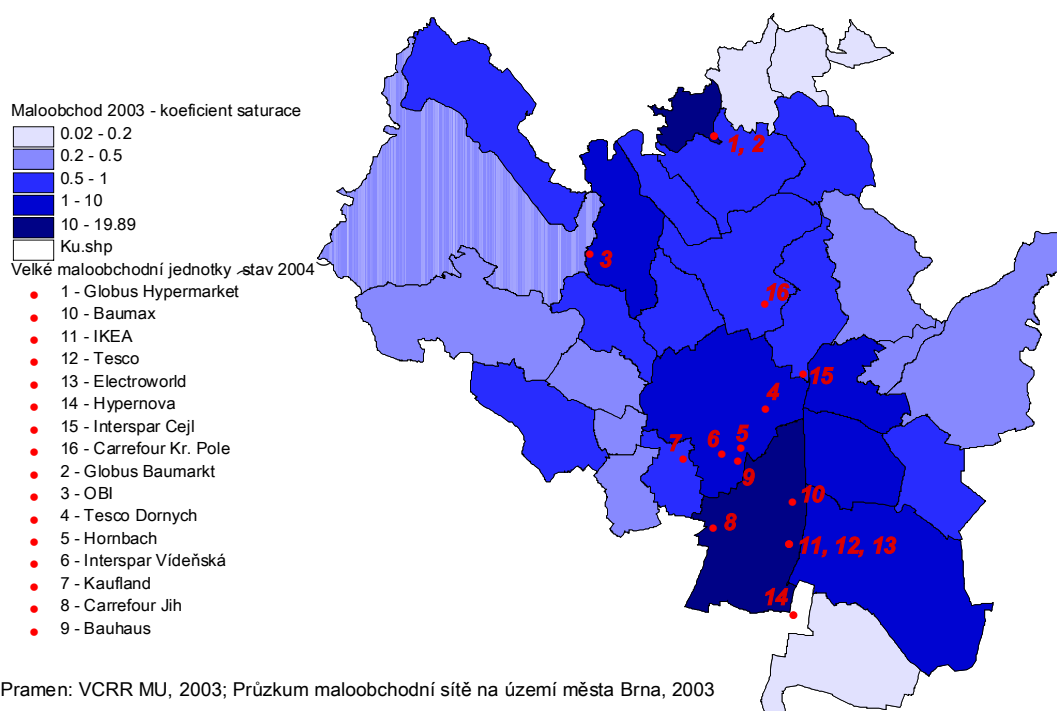 Maloobchod 2003 - koeficient saturace
0.02 - 0.2
0.2 - 0.5
0.5 - 1
1 - 10
10 - 19.89
Ku.shp
Velké maloobchodní jednotky -stav 2004
1 - Globus Hypermarket
10 - Baumax
11 - IKEA
12 - Tesco
13 - Electroworld
14 - Hypernova
15 - Interspar Cejl
16 - Carrefour Kr. Pole
2 - Globus Baumarkt
3 - OBI
4 - Tesco Dornych
5 - Hornbach
6 - Interspar Vídeňská
7 - Kaufland
8 - Carrefour Jih
9 - Bauhaus
1, 2
3
16
15
4
5
6
7
9
10
8
11, 12, 13
14
Pramen: VCRR MU, 2003; Průzkum maloobchodní sítě na území města Brna, 2003